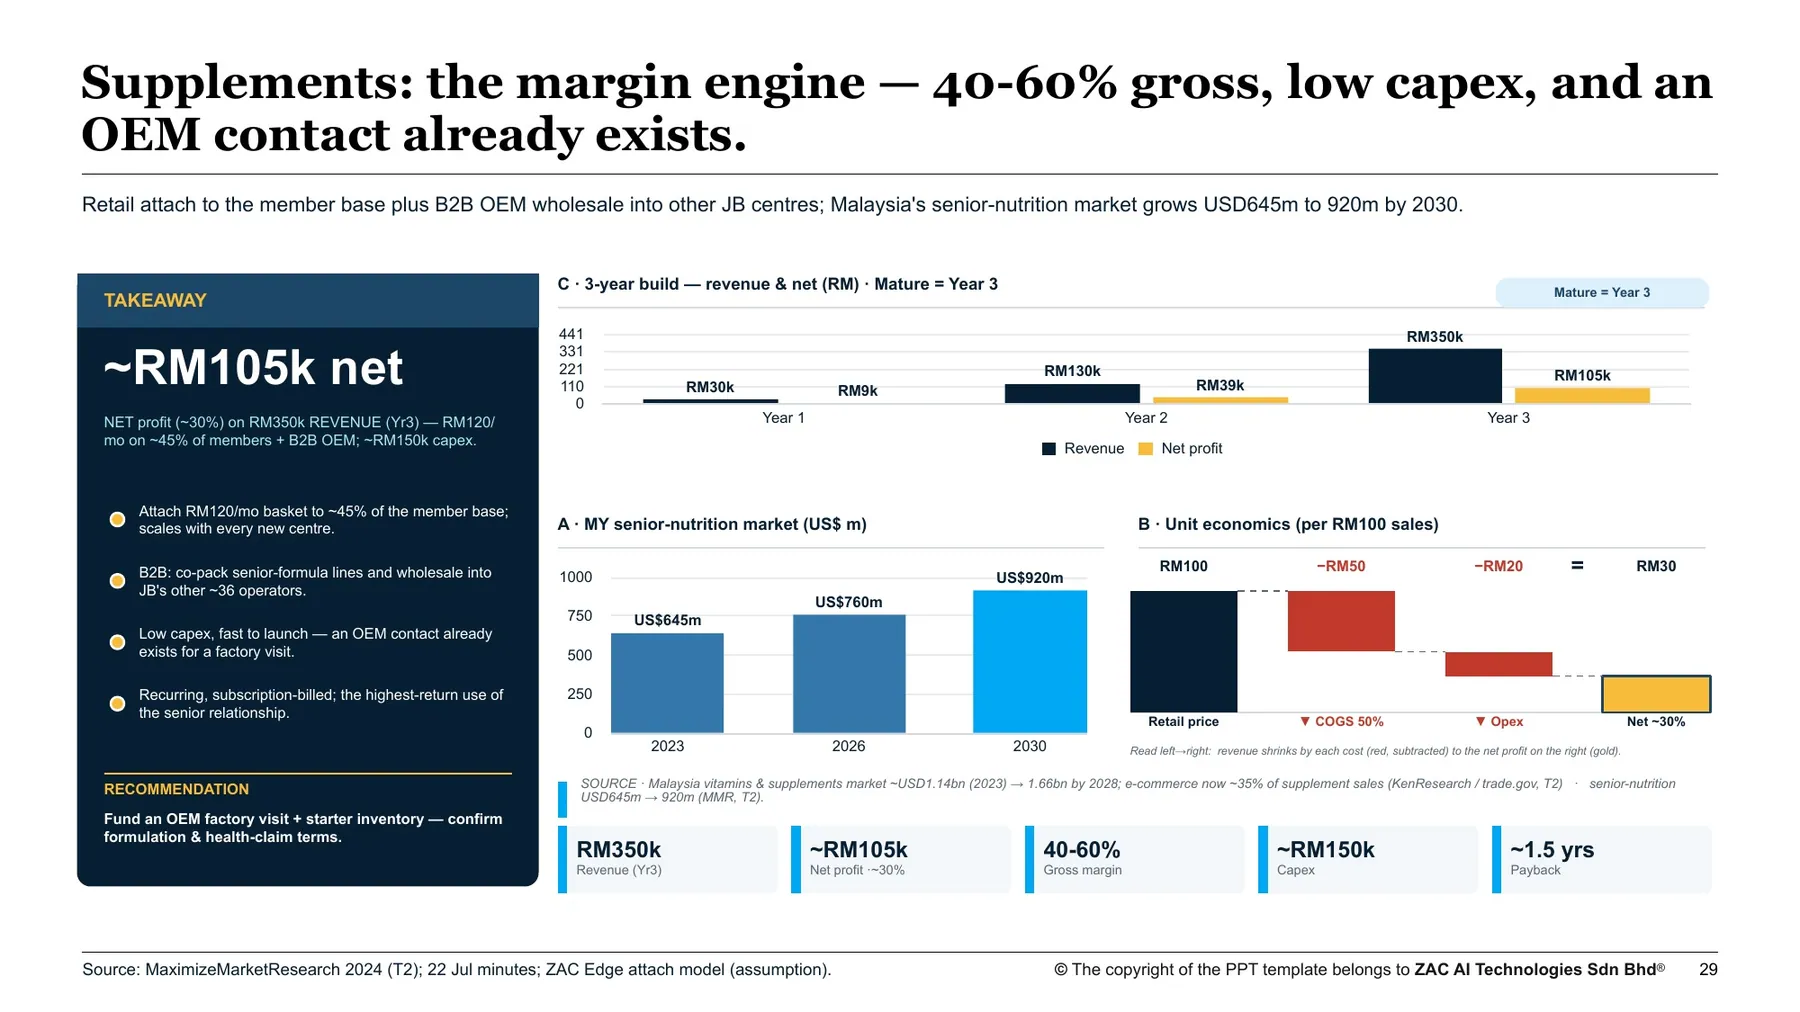 Supplements: the margin engine — 40-60% gross, low capex, and an
OEM contact already exists.
Retail attach to the member base plus B2B OEM wholesale into other JB centres; Malaysia's senior-nutrition market grows USD645m to 920m by 2030.
TAKEAWAY
~RM105k net
NET profit (~30%) on RM350k REVENUE (Yr3) — RM120/
mo on ~45% of members + B2B OEM; ~RM150k capex.
Attach RM120/mo basket to ~45% of the member base;
scales with every new centre.
B2B: co-pack senior-formula lines and wholesale into
JB's other ~36 operators.
Low capex, fast to launch — an OEM contact already
exists for a factory visit.
Recurring, subscription-billed; the highest-return use of
the senior relationship.
RECOMMENDATION
Fund an OEM factory visit + starter inventory — confirm
formulation & health-claim terms.
C · 3-year build — revenue & net (RM) · Mature = Year 3
Mature = Year 3
441
331
221
110
0
RM30k
RM9k
RM130k
RM39k
RM350k
RM105k
Year 1
Year 2
Year 3
Revenue
Net profit
A · MY senior-nutrition market (US$ m)
1000
750
500
250
0
US$645m
US$760m
US$920m
2023
2026
2030
B · Unit economics (per RM100 sales)
RM100
−RM50
−RM20
=
RM30
Retail price
▼ COGS 50%
▼ Opex
Net ~30%
Read left→right: revenue shrinks by each cost (red, subtracted) to the net profit on the right (gold).
SOURCE · Malaysia vitamins & supplements market ~USD1.14bn (2023) → 1.66bn by 2028; e-commerce now ~35% of supplement sales (KenResearch / trade.gov, T2) · senior-nutrition
USD645m → 920m (MMR, T2).
RM350k
Revenue (Yr3)
~RM105k
Net profit ·~30%
40-60%
Gross margin
~RM150k
Capex
~1.5 yrs
Payback
Source: MaximizeMarketResearch 2024 (T2); 22 Jul minutes; ZAC Edge attach model (assumption).
© The copyright of the PPT template belongs to ZAC AI Technologies Sdn Bhd®
29